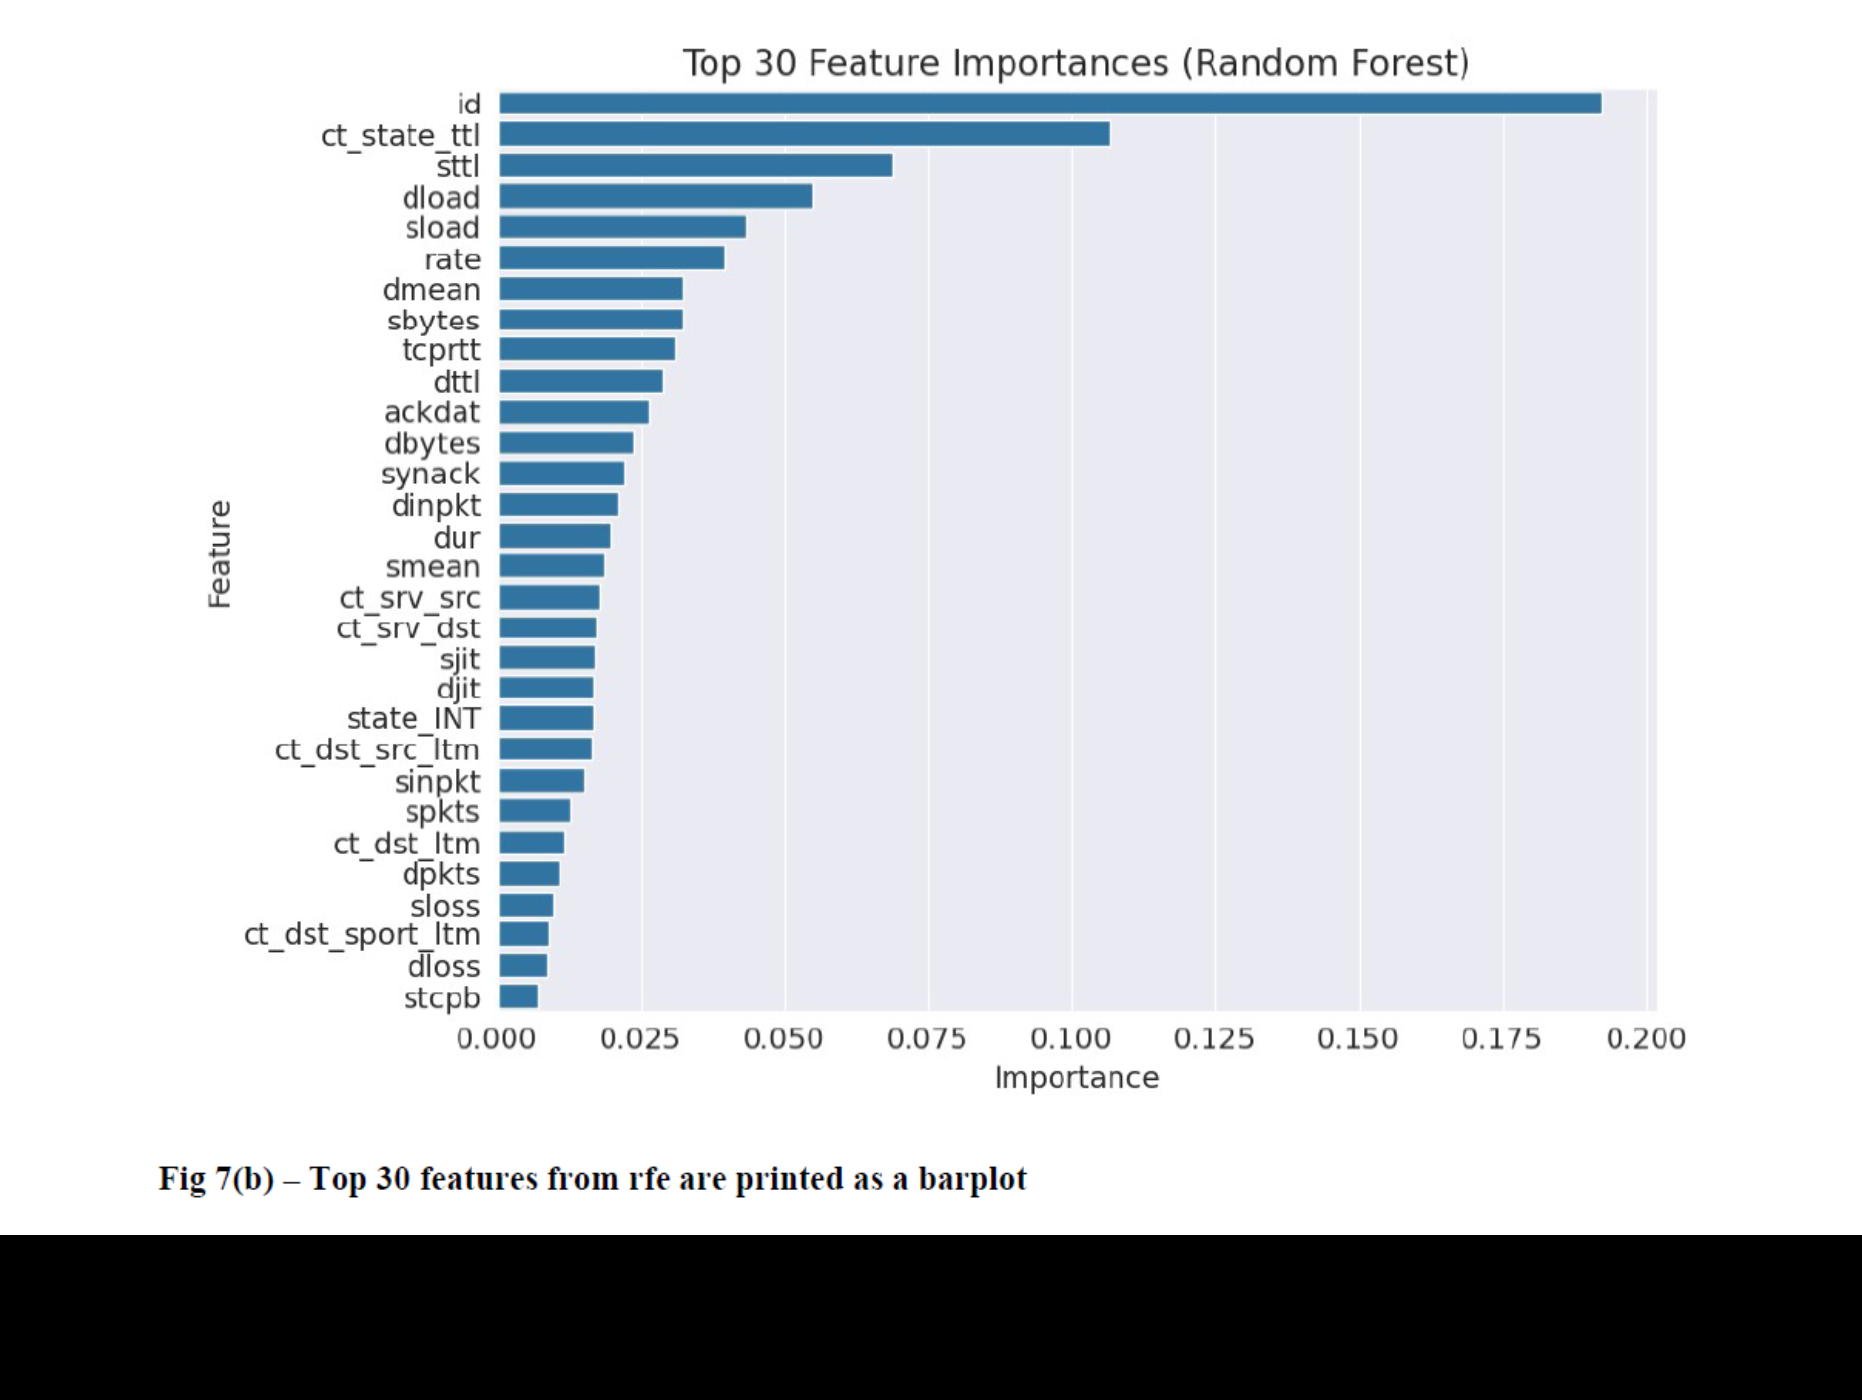 Top 30 Feature Importances (Random Forest)
id
ct_state_ttl
sttl
dload
sload
rate
dmean
sbytes
tcprtt
dttl
ackdat
dbytes
synack
dinpkt
dur
smean
ct_srv_src
ct_srv_dst
sjit
djit
state_INT
ct_dst_src_ltm
sinpkt
spkts
ct_dst_ltm
dpkts
sloss
ct_dst_sport_ltm
dloss
stcpb
Feature
0.000 0.025 0.050 0.075 0.100 0.125 0.150 0.175 0.200
Importance
Fig 7(b) – Top 30 features from rfe are printed as a barplot